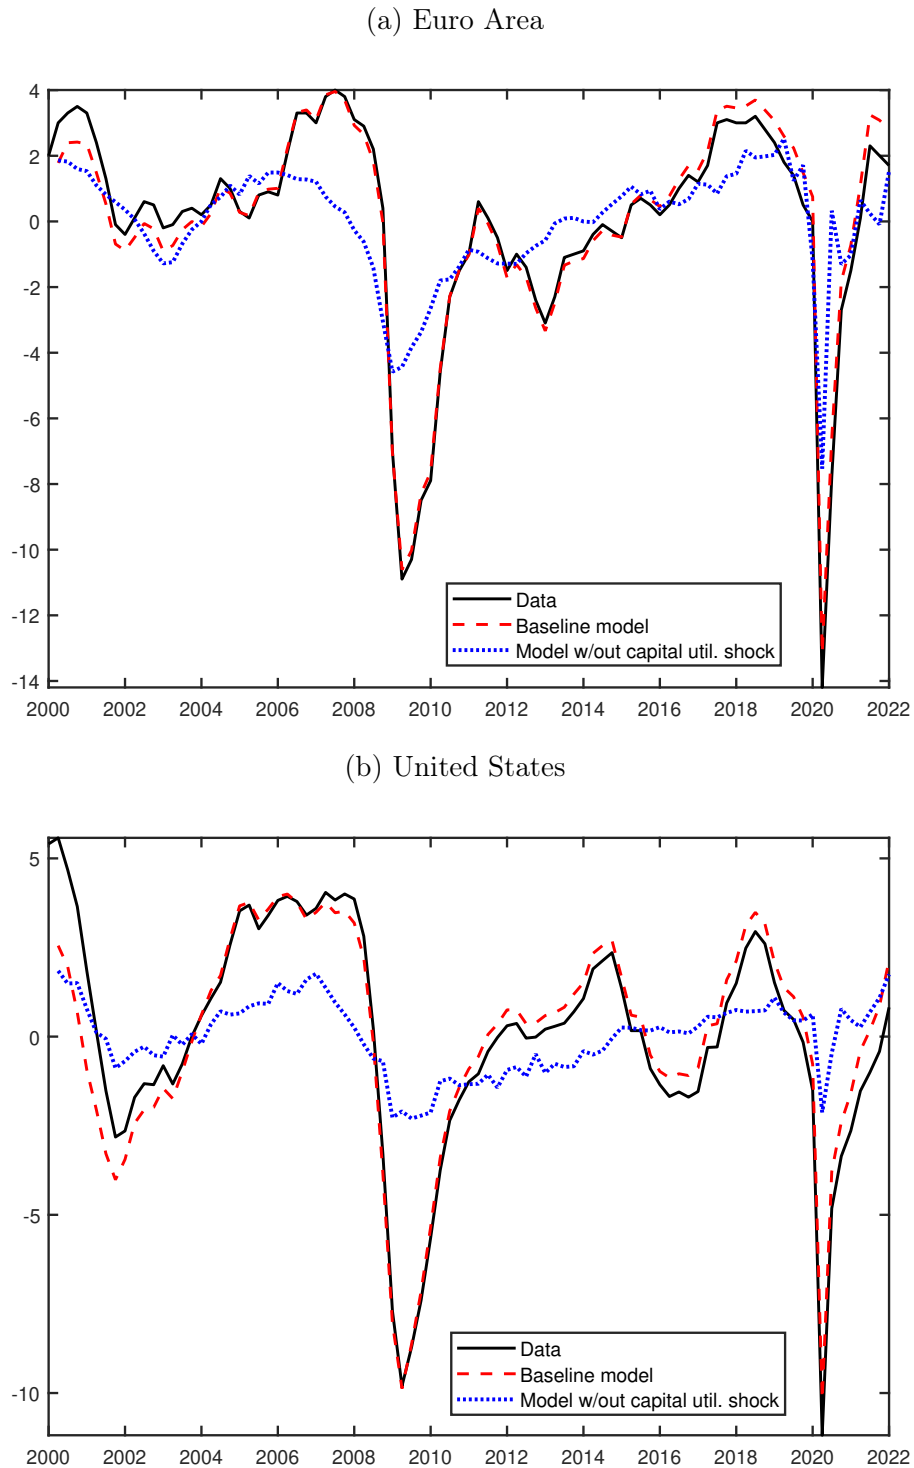 (a) Euro Area
4
2
0
-2
-4
-6
-8
-10
-12
-14
Data
Baseline model
Model w/out capital util. shock
2000 2002 2004 2006 2008 2010 2012 2014 2016 2018 2020 2022
(b) United States
5
0
-5
-10
Data
Baseline model
Model w/out capital util. shock
2000 2002 2004 2006 2008 2010 2012 2014 2016 2018 2020 2022